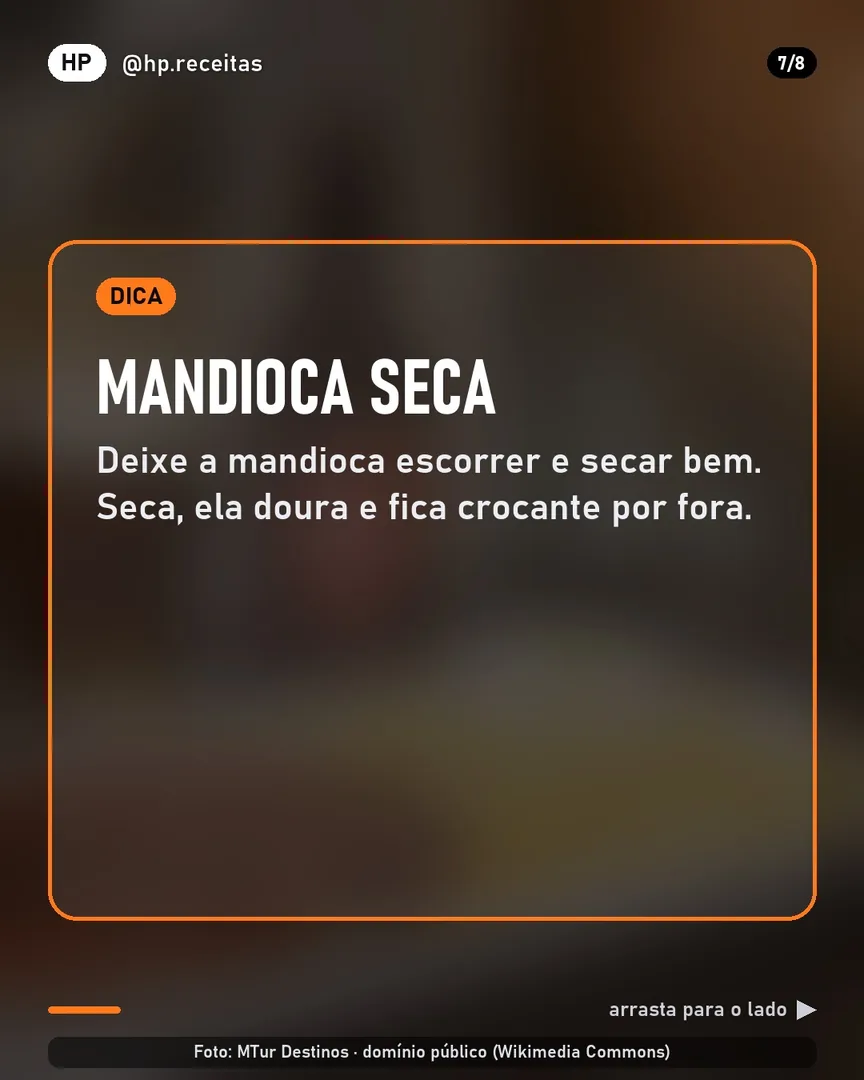 HP @hp.receitas
7/8
DICA
MANDIOCA SECA
Deixe a mandioca escorrer e secar bem.
Seca, ela doura e fica crocante por fora.
arrasta para o lado ▶
Foto: MTur Destinos · domínio público (Wikimedia Commons)